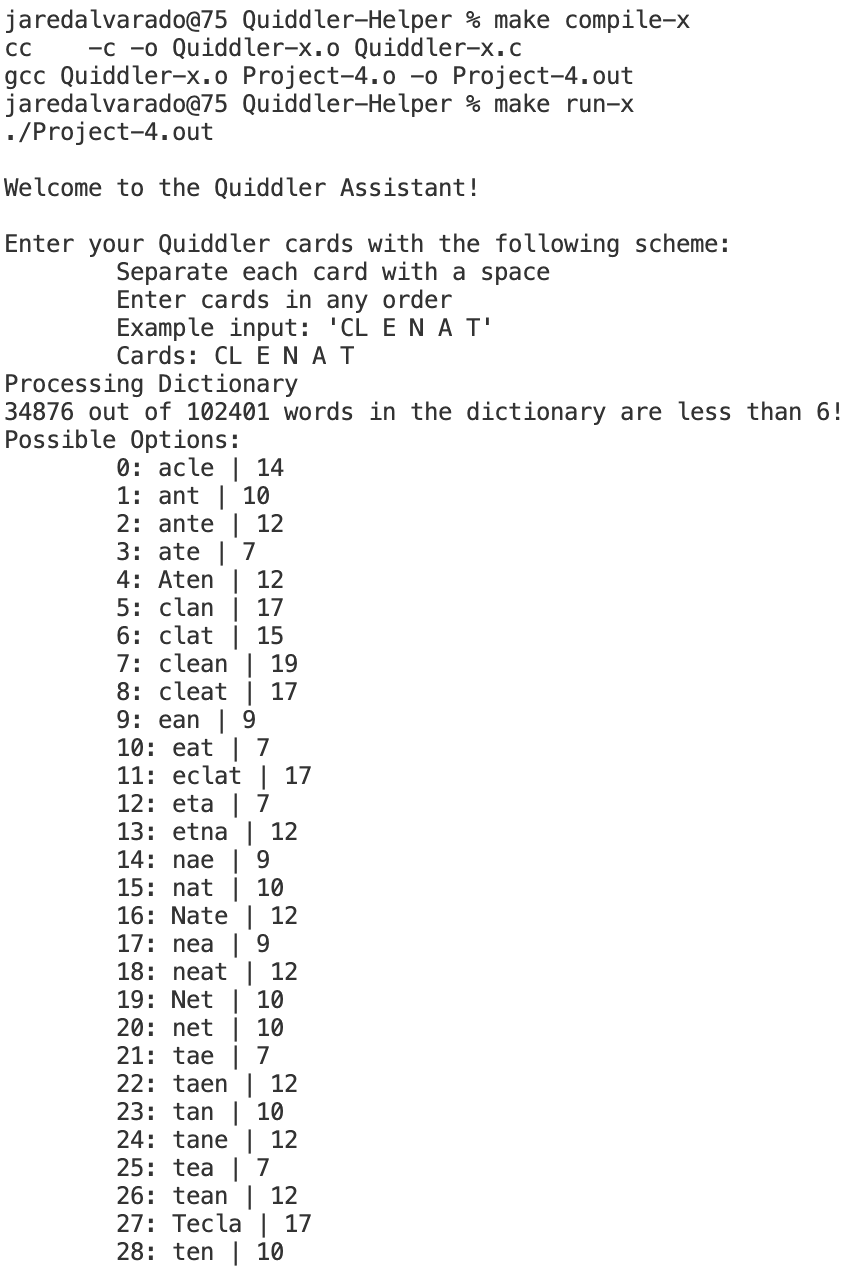 jaredalvarado@75 Quiddler-Helper % make compile-x
cc    -c -o Quiddler-x.o Quiddler-x.c
gcc Quiddler-x.o Project-4.o -o Project-4.out
jaredalvarado@75 Quiddler-Helper % make run-x
./Project-4.out

Welcome to the Quiddler Assistant!

Enter your Quiddler cards with the following scheme:
        Separate each card with a space
        Enter cards in any order
        Example input: 'CL E N A T'
        Cards: CL E N A T
Processing Dictionary
34876 out of 102401 words in the dictionary are less than 6!
Possible Options:
        0: acle | 14
        1: ant | 10
        2: ante | 12
        3: ate | 7
        4: Aten | 12
        5: clan | 17
        6: clat | 15
        7: clean | 19
        8: cleat | 17
        9: ean | 9
        10: eat | 7
        11: eclat | 17
        12: eta | 7
        13: etna | 12
        14: nae | 9
        15: nat | 10
        16: Nate | 12
        17: nea | 9
        18: neat | 12
        19: Net | 10
        20: net | 10
        21: tae | 7
        22: taen | 12
        23: tan | 10
        24: tane | 12
        25: tea | 7
        26: tean | 12
        27: Tecla | 17
        28: ten | 10